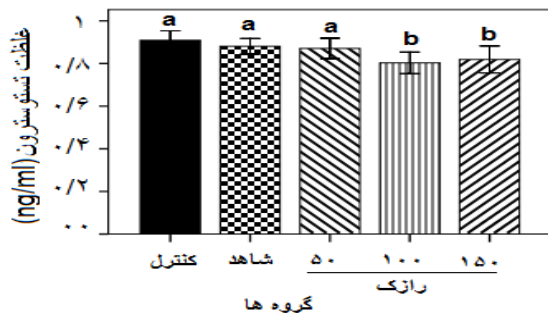 غلظت تستوسترون (ng/ml)
۱
۰/۸
۰/۶
۰/۴
۰/۲
۰۰
a
a
a
b
b
کنترل
شاهد
۵۰
۱۰۰
۱۵۰
رازک
گروه ها